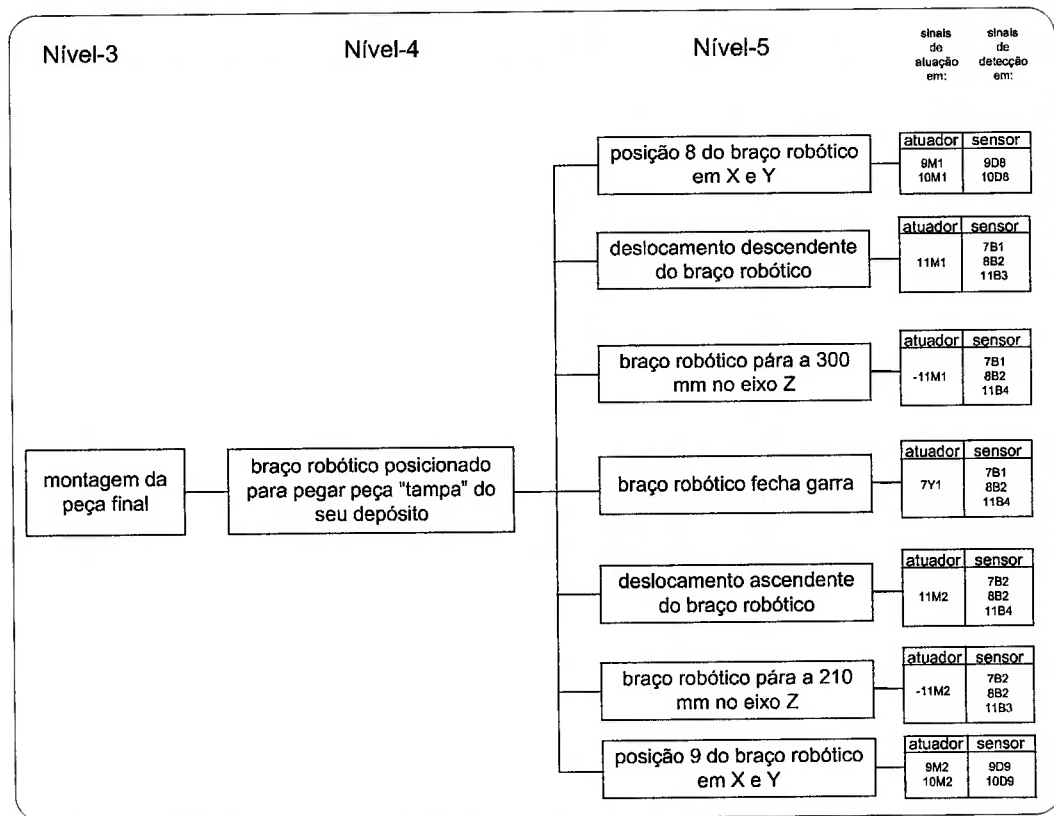 Nível-3
Nível-4
Nível-5
sinais
de
atuação
em:
sinais
de
detecção
em:
posição 8 do braço robótico
em X e Y
atuador sensor
9M1 9D8
10M1 10D8
deslocamento descendente
do braço robótico
atuador sensor
11M1
7B1
8B2
11B3
braço robótico pára a 300
mm no eixo Z
atuador sensor
-11M1
7B1
8B2
11B4
montagem da
peça final
braço robótico posicionado
para pegar peça "tampa" do
seu depósito
braço robótico fecha garra
atuador sensor
7Y1
7B1
8B2
11B4
deslocamento ascendente
do braço robótico
atuador sensor
11M2
7B2
8B2
11B4
braço robótico pára a 210
mm no eixo Z
atuador sensor
-11M2
7B2
8B2
11B3
posição 9 do braço robótico
em X e Y
atuador sensor
9M2 9D9
10M2 10D9